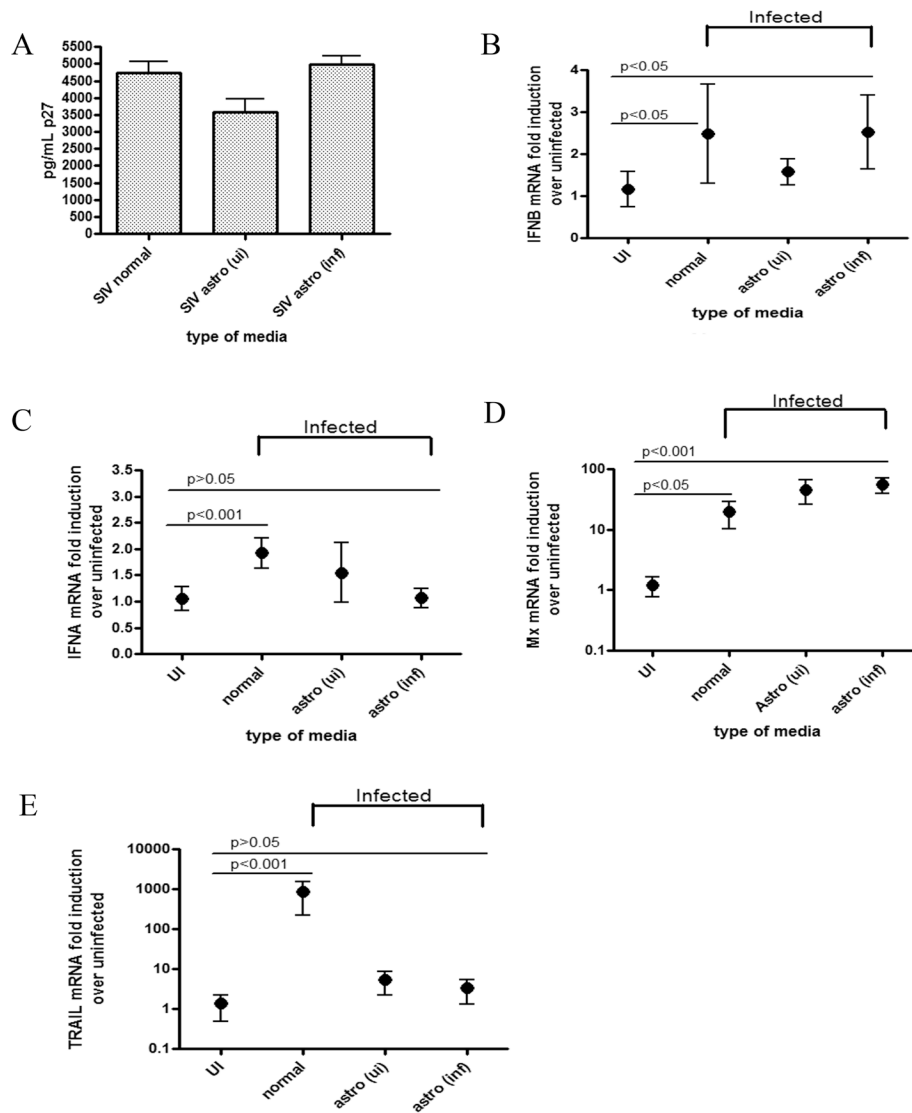 A
5500
5000
4500
4000
3500
3000
2500
2000
1500
1000
500
0
pg/mL p27
SIV normal
SIV astro (ui)
SIV astro (inf)
type of media
B
Infected
p<0.05
p<0.05
4
3
2
1
0
IFNB mRNA fold induction
over uninfected
UI
normal
astro (ui)
astro (inf)
type of media
C
Infected
p>0.05
p<0.001
3.5
3.0
2.5
2.0
1.5
1.0
0.5
0.0
IFNA mRNA fold induction
over uninfected
UI
normal
astro (ui)
astro (inf)
type of media
D
Infected
p<0.001
p<0.05
100
10
1
0.1
Mx mRNA fold induction
over uninfected
UI
normal
Astro (ui)
astro (inf)
type of media
E
Infected
p>0.05
p<0.001
10000
1000
100
10
1
0.1
TRAIL mRNA fold induction
over uninfected
UI
normal
astro (ui)
astro (inf)